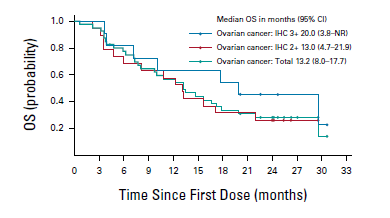 Median OS in months (95% CI)
Ovarian cancer: IHC 3+ 20.0 (3.8–NR)
Ovarian cancer: IHC 2+ 13.0 (4.7–21.9)
Ovarian cancer: Total 13.2 (8.0–17.7)
OS (probability)
1.0
0.8
0.6
0.4
0.2
0 3 6 9 12 15 18 21 24 27 30 33
Time Since First Dose (months)